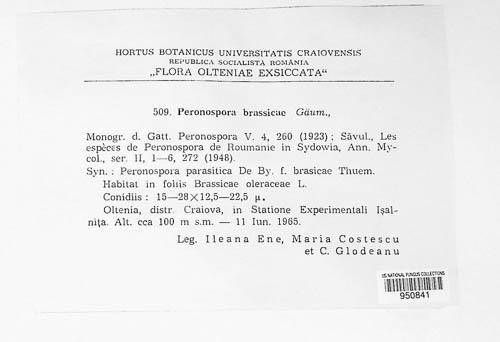 HORTUS BOTANICUS UNIVERSITATIS CRAIOVENSIS
REPUBLICA SOCIALISTĂ ROMÂNIA
„FLORA OLTENIAE EXSICCATA“
509. Peronospora brassicae Gäum.,
Monogr. d. Gatt. Peronospora V. 4, 260 (1923) ; Săvul., Les
espèces de Peronospora de Roumanie in Sydowia, Ann. My-
col., ser. II, 1—6, 272 (1948).
Syn. : Peronospora parasitica De By. f. brasicae Thuem.
Habitat in foliis Brassicae oleraceae L.
Conidiis : 15—28×12,5—22,5 µ.
Oltenia, distr. Craiova, in Statione Experimentali Ișal-
nița. Alt. cca 100 m s.m. — 11 Iun. 1965.
Leg. Ileana Ene, Maria Costescu
et C. Glodeanu
US NATIONAL FUNGUS COLLECTIONS
950841